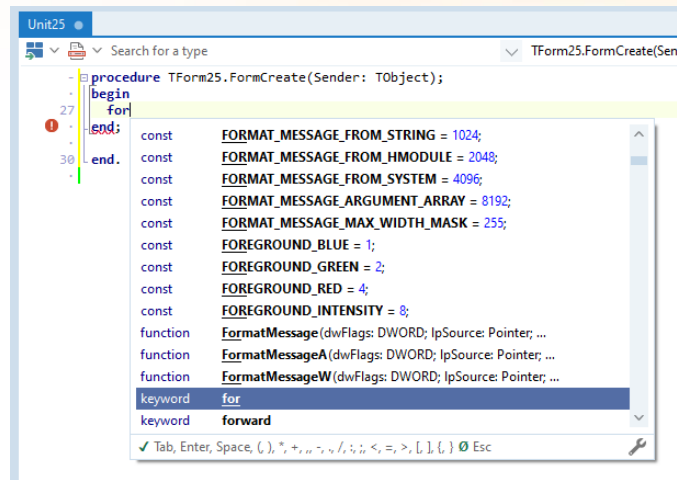 Unit25
Search for a type
TForm25.FormCreate(Sen
procedure TForm25.FormCreate(Sender: TObject);
begin
27 for
end;
30 end.
const FORMAT_MESSAGE_FROM_STRING = 1024;
const FORMAT_MESSAGE_FROM_HMODULE = 2048;
const FORMAT_MESSAGE_FROM_SYSTEM = 4096;
const FORMAT_MESSAGE_ARGUMENT_ARRAY = 8192;
const FORMAT_MESSAGE_MAX_WIDTH_MASK = 255;
const FOREGROUND_BLUE = 1;
const FOREGROUND_GREEN = 2;
const FOREGROUND_RED = 4;
const FOREGROUND_INTENSITY = 8;
function FormatMessage(dwFlags: DWORD; lpSource: Pointer; ...
function FormatMessageA(dwFlags: DWORD; lpSource: Pointer; ...
function FormatMessageW(dwFlags: DWORD; lpSource: Pointer; ...
keyword for
keyword forward
✓ Tab, Enter, Space, (, ), *, +, ,, -, ., /, :, ;, <, =, >, [, ], {, } Ø Esc